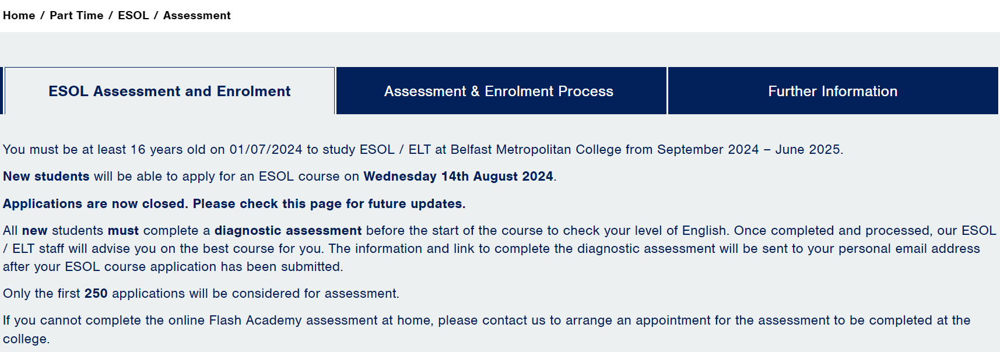 Home / Part Time / ESOL / Assessment
ESOL Assessment and Enrolment
Assessment & Enrolment Process
Further Information
You must be at least 16 years old on 01/07/2024 to study ESOL / ELT at Belfast Metropolitan College from September 2024 – June 2025.
New students will be able to apply for an ESOL course on Wednesday 14th August 2024.
Applications are now closed. Please check this page for future updates.
All new students must complete a diagnostic assessment before the start of the course to check your level of English. Once completed and processed, our ESOL
/ ELT staff will advise you on the best course for you. The information and link to complete the diagnostic assessment will be sent to your personal email address
after your ESOL course application has been submitted.
Only the first 250 applications will be considered for assessment.
If you cannot complete the online Flash Academy assessment at home, please contact us to arrange an appointment for the assessment to be completed at the
college.